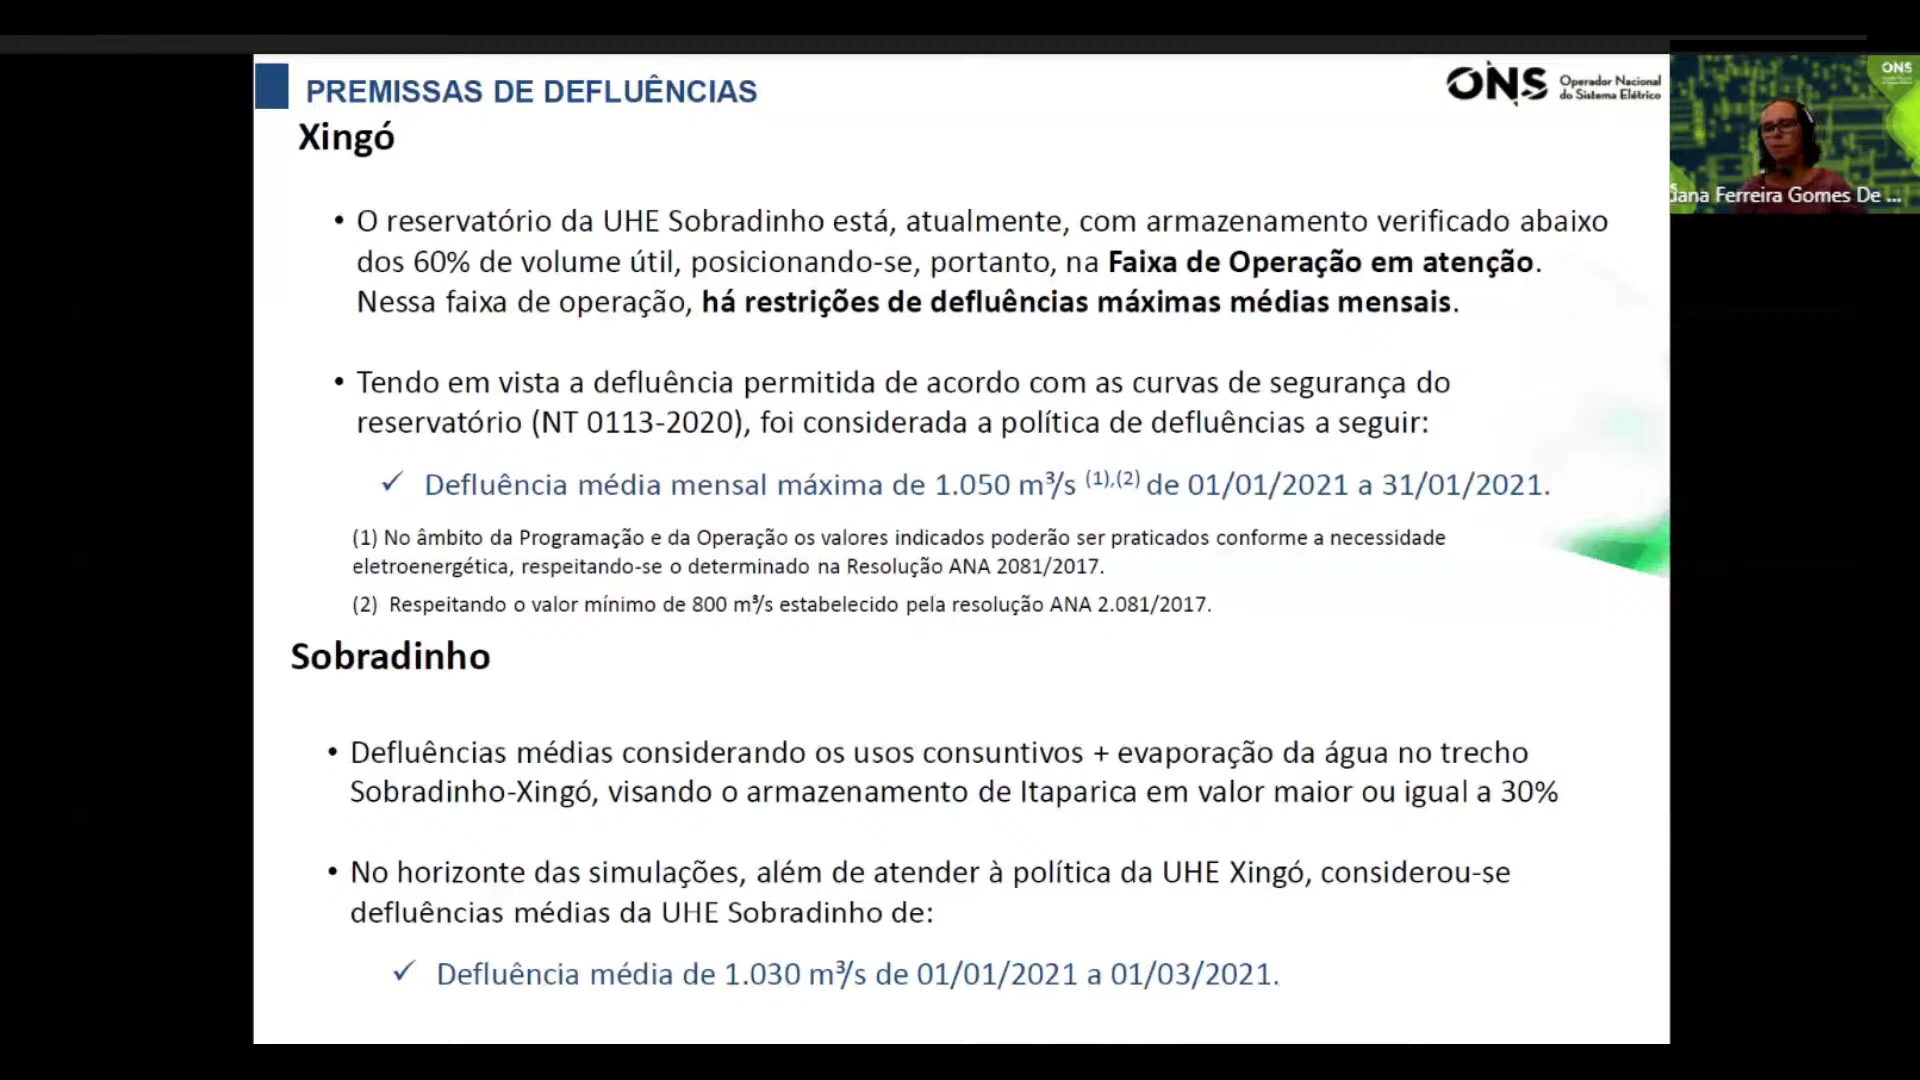 PREMISSAS DE DEFLUÊNCIAS
ONS Operador Nacional
do Sistema Elétrico
ONS
Xingó
Ferreira Gomes De ...
• O reservatório da UHE Sobradinho está, atualmente, com armazenamento verificado abaixo
dos 60% de volume útil, posicionando-se, portanto, na Faixa de Operação em atenção.
Nessa faixa de operação, há restrições de defluências máximas médias mensais.
• Tendo em vista a defluência permitida de acordo com as curvas de segurança do
reservatório (NT 0113-2020), foi considerada a política de defluências a seguir:
✓ Defluência média mensal máxima de 1.050 m³/s (1),(2) de 01/01/2021 a 31/01/2021.
(1) No âmbito da Programação e da Operação os valores indicados poderão ser praticados conforme a necessidade
eletroenergética, respeitando-se o determinado na Resolução ANA 2081/2017.
(2) Respeitando o valor mínimo de 800 m³/s estabelecido pela resolução ANA 2.081/2017.
Sobradinho
• Defluências médias considerando os usos consuntivos + evaporação da água no trecho
Sobradinho-Xingó, visando o armazenamento de Itaparica em valor maior ou igual a 30%
• No horizonte das simulações, além de atender à política da UHE Xingó, considerou-se
defluências médias da UHE Sobradinho de:
✓ Defluência média de 1.030 m³/s de 01/01/2021 a 01/03/2021.